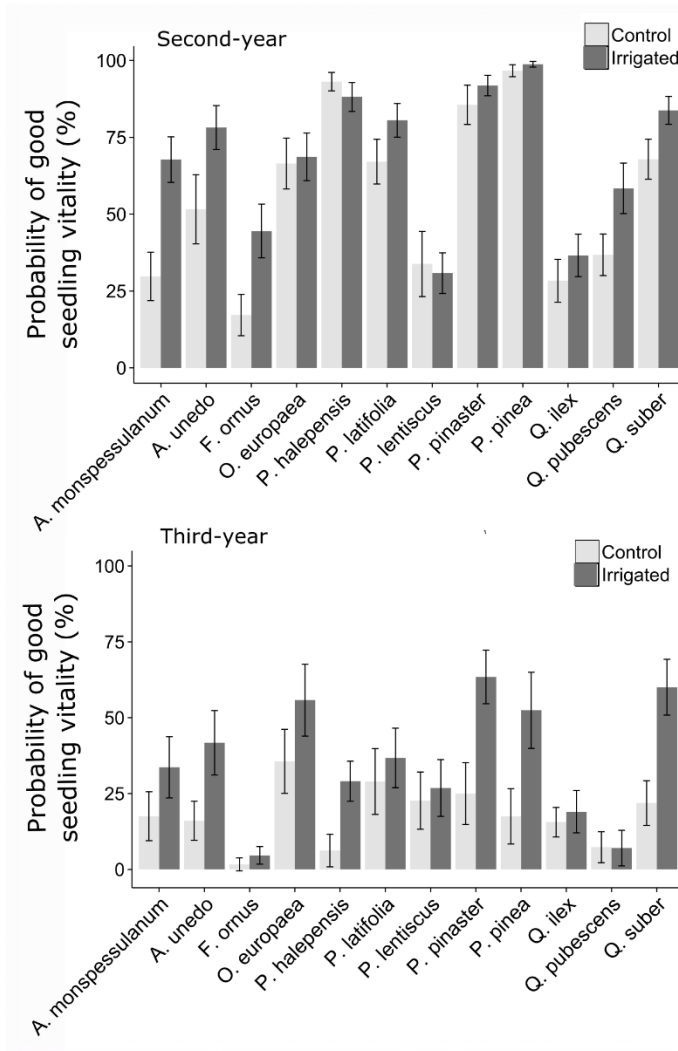 Second-year
Control
Irrigated
Probability of good
seedling vitality (%)
100
75
50
25
0
A. monspessulanum
A. unedo
F. ornus
O. europaea
P. halepensis
P. latifolia
P. lentiscus
P. pinaster
P. pinea
Q. ilex
Q. pubescens
Q. suber
Third-year
Control
Irrigated
Probability of good
seedling vitality (%)
100
75
50
25
0
A. monspessulanum
A. unedo
F. ornus
O. europaea
P. halepensis
P. latifolia
P. lentiscus
P. pinaster
P. pinea
Q. ilex
Q. pubescens
Q. suber